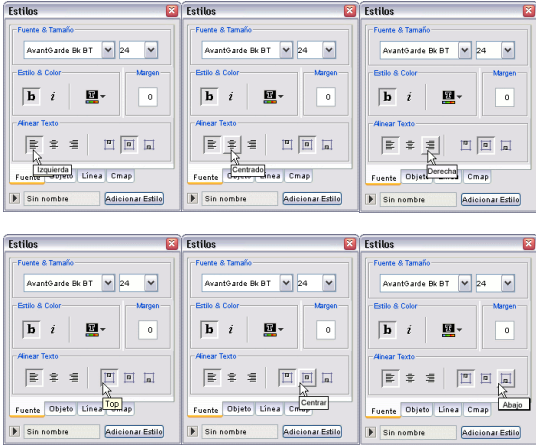 Estilos
Fuente & Tamaño
AvantGarde Bk BT 24
Estilo & Color Margen
b i T 0
Alinear Texto
Izquierda
Fuente Objeto Línea Cmap
Sin nombre Adicionar Estilo
Estilos
Fuente & Tamaño
AvantGarde Bk BT 24
Estilo & Color Margen
b i T 0
Alinear Texto
Centrado
Fuente Objeto Línea Cmap
Sin nombre Adicionar Estilo
Estilos
Fuente & Tamaño
AvantGarde Bk BT 24
Estilo & Color Margen
b i T 0
Alinear Texto
Derecha
Fuente Objeto Línea Cmap
Sin nombre Adicionar Estilo
Estilos
Fuente & Tamaño
AvantGarde Bk BT 24
Estilo & Color Margen
b i T 0
Alinear Texto
Top
Fuente Objeto Línea Cmap
Sin nombre Adicionar Estilo
Estilos
Fuente & Tamaño
AvantGarde Bk BT 24
Estilo & Color Margen
b i T 0
Alinear Texto
Centrar
Fuente Objeto Línea Cmap
Sin nombre Adicionar Estilo
Estilos
Fuente & Tamaño
AvantGarde Bk BT 24
Estilo & Color Margen
b i T 0
Alinear Texto
Abajo
Fuente Objeto Línea Cmap
Sin nombre Adicionar Estilo